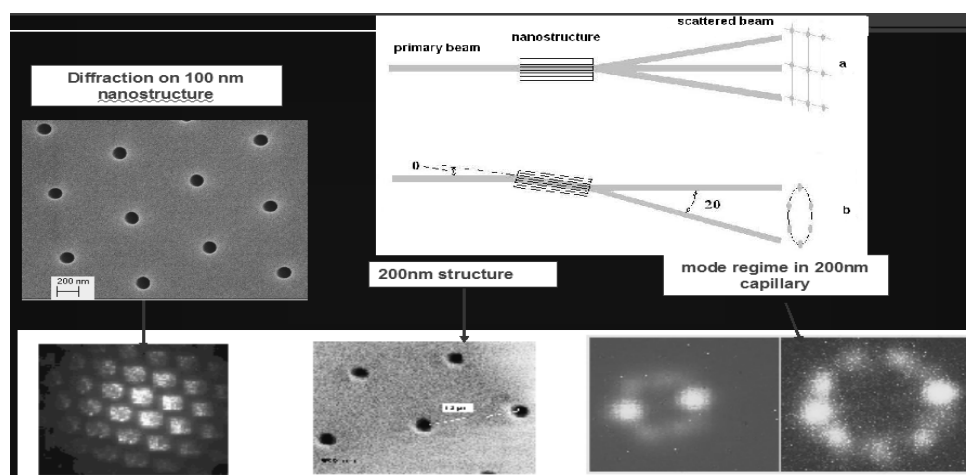 scattered beam
nanostructure
primary beam
a
Diffraction on 100 nm
nanostructure
0
20
b
200nm structure
mode regime in 200nm
capillary
200 nm